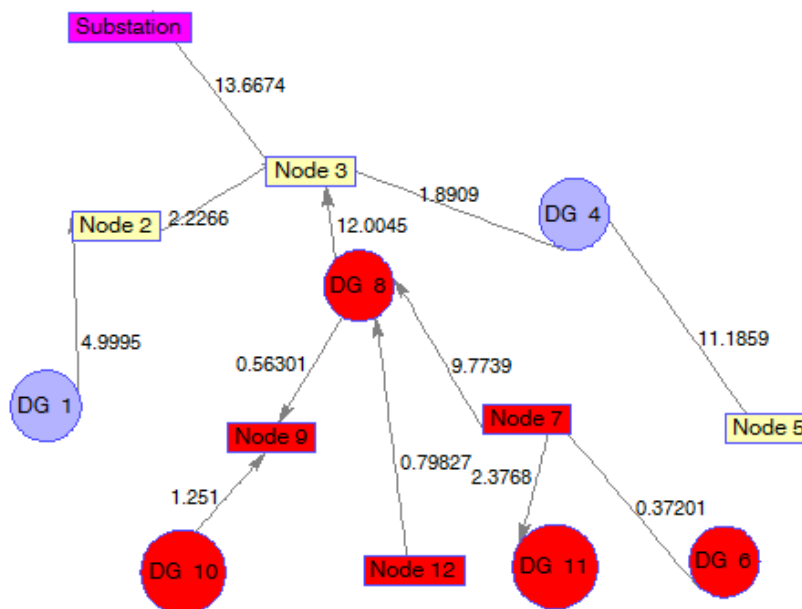 Substation
13.6674
Node 3
1.8909
DG 4
Node 2
2.2266
12.0045
DG 8
4.9995
0.56301
9.7739
11.1859
DG 1
Node 9
Node 7
Node 5
0.79827
2.3768
1.251
0.37201
DG 10
Node 12
DG 11
DG 6